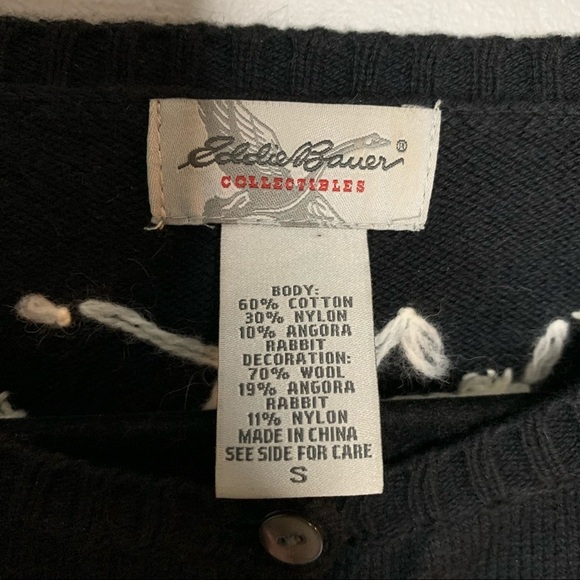 Eddie Bauer®
COLLECTIBLES
BODY:
60% COTTON
30% NYLON
10% ANGORA
RABBIT
DECORATION:
70% WOOL
19% ANGORA
RABBIT
11% NYLON
MADE IN CHINA
SEE SIDE FOR CARE
S